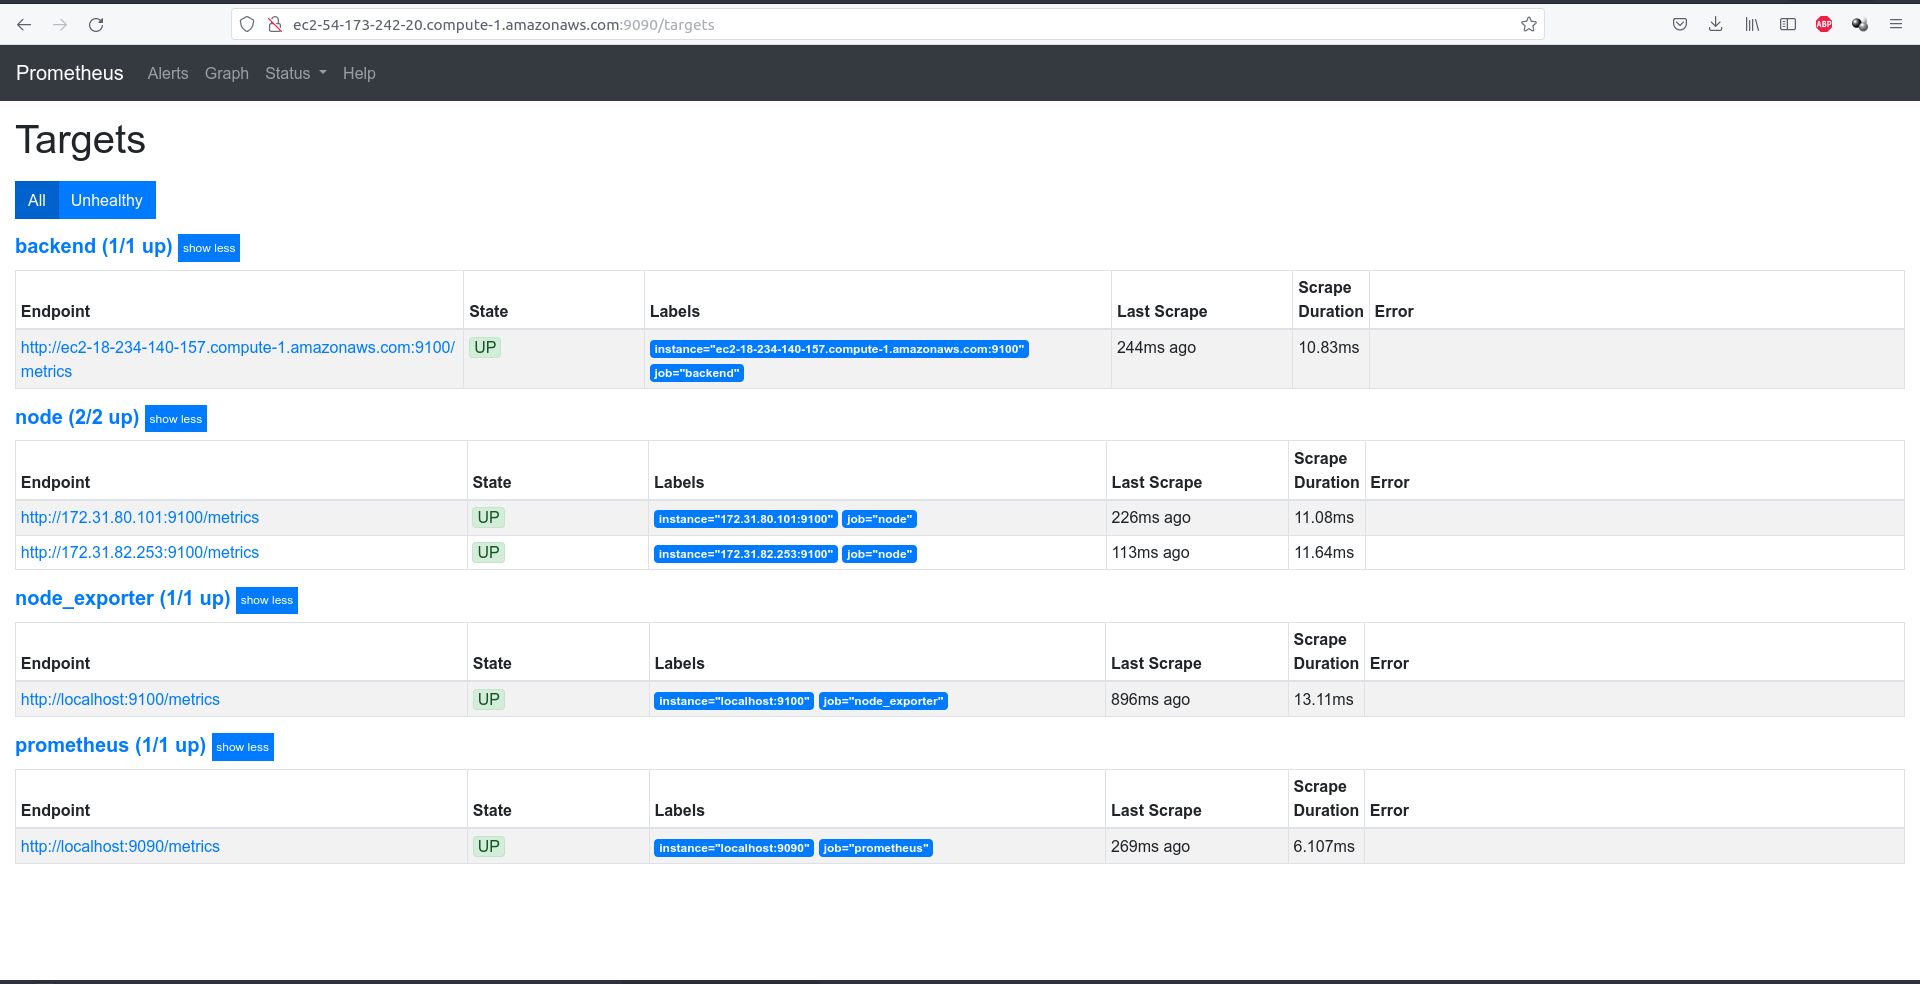 ec2-54-173-242-20.compute-1.amazonaws.com:9090/targets
ABP
Prometheus Alerts Graph Status Help
Targets
All Unhealthy
backend (1/1 up) show less
Endpoint State Labels Last Scrape Scrape Duration Error
http://ec2-18-234-140-157.compute-1.amazonaws.com:9100/ UP instance="ec2-18-234-140-157.compute-1.amazonaws.com:9100" 244ms ago 10.83ms
metrics job="backend"
node (2/2 up) show less
Endpoint State Labels Last Scrape Scrape Duration Error
http://172.31.80.101:9100/metrics UP instance="172.31.80.101:9100" job="node" 226ms ago 11.08ms
http://172.31.82.253:9100/metrics UP instance="172.31.82.253:9100" job="node" 113ms ago 11.64ms
node_exporter (1/1 up) show less
Endpoint State Labels Last Scrape Scrape Duration Error
http://localhost:9100/metrics UP instance="localhost:9100" job="node_exporter" 896ms ago 13.11ms
prometheus (1/1 up) show less
Endpoint State Labels Last Scrape Scrape Duration Error
http://localhost:9090/metrics UP instance="localhost:9090" job="prometheus" 269ms ago 6.107ms